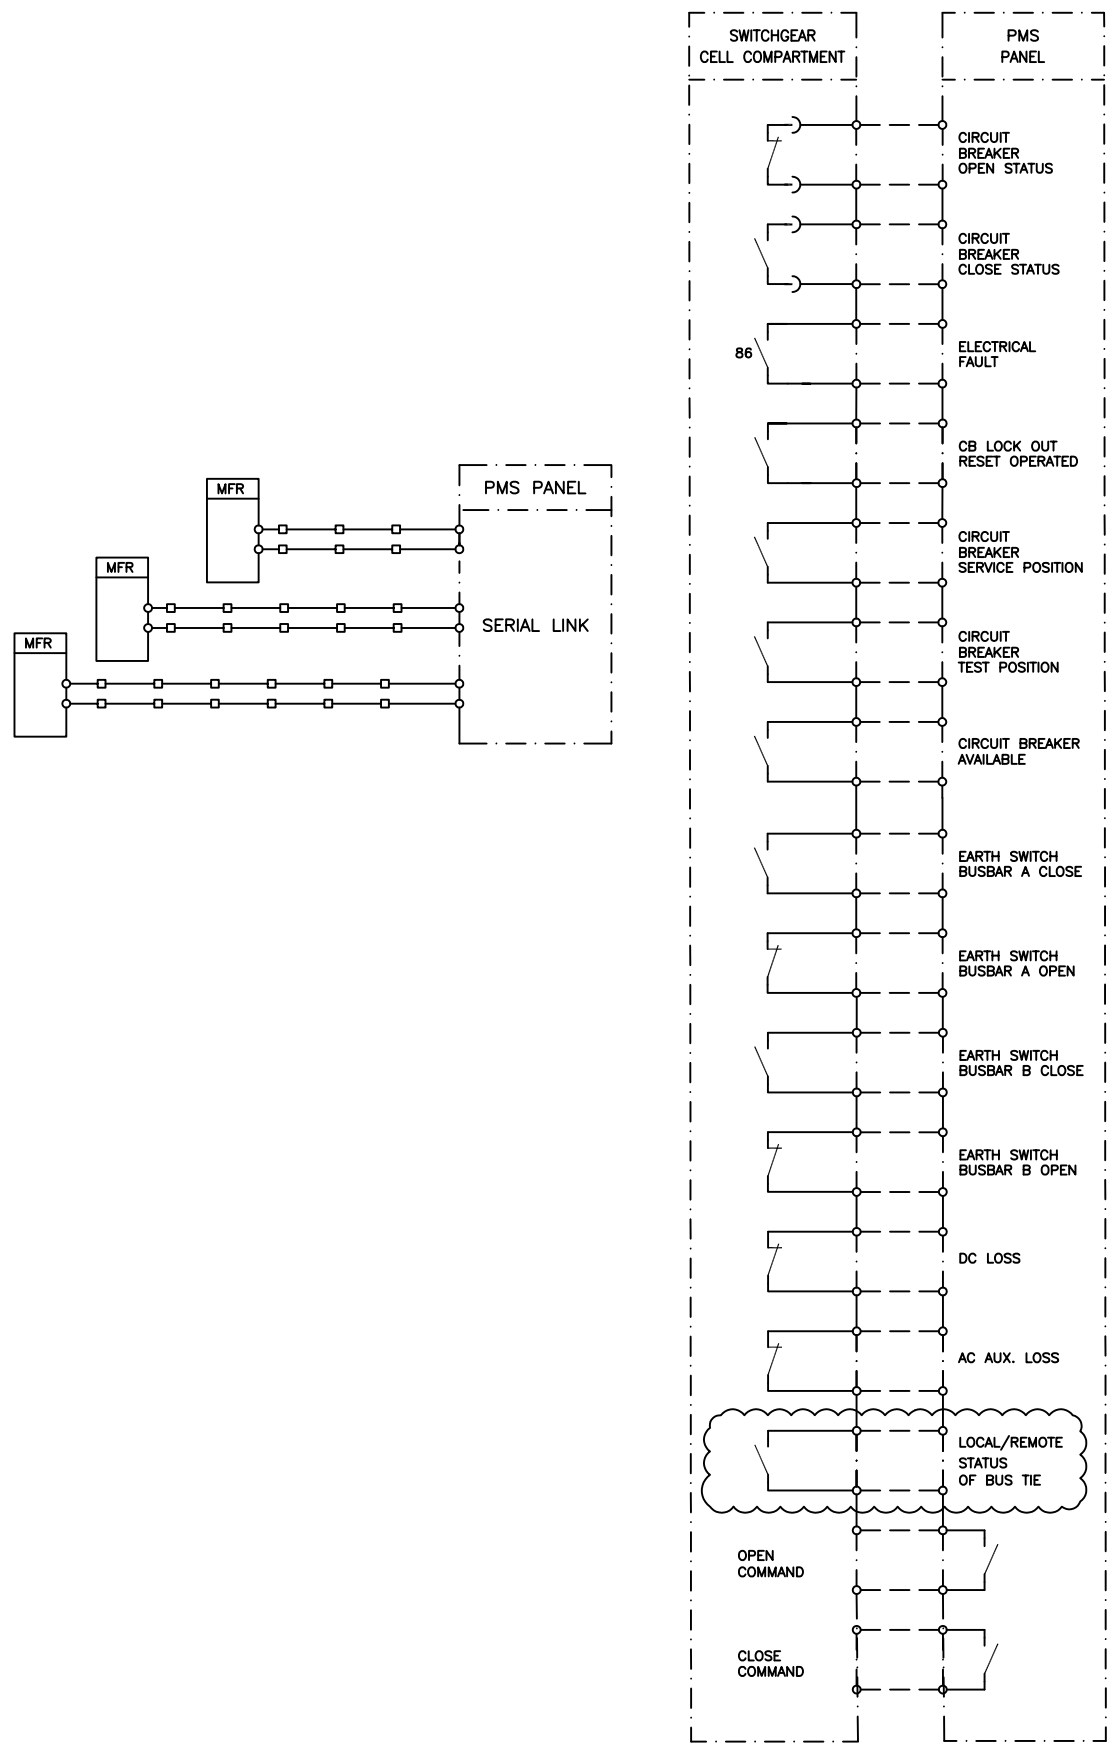 SWITCHGEAR
CELL COMPARTMENT
PMS
PANEL
CIRCUIT
BREAKER
OPEN STATUS
CIRCUIT
BREAKER
CLOSE STATUS
86
ELECTRICAL
FAULT
CB LOCK OUT
RESET OPERATED
CIRCUIT
BREAKER
SERVICE POSITION
CIRCUIT
BREAKER
TEST POSITION
CIRCUIT BREAKER
AVAILABLE
EARTH SWITCH
BUSBAR A CLOSE
EARTH SWITCH
BUSBAR A OPEN
EARTH SWITCH
BUSBAR B CLOSE
EARTH SWITCH
BUSBAR B OPEN
DC LOSS
AC AUX. LOSS
LOCAL/REMOTE
STATUS
OF BUS TIE
OPEN
COMMAND
CLOSE
COMMAND
MFR
PMS PANEL
MFR
SERIAL LINK
MFR